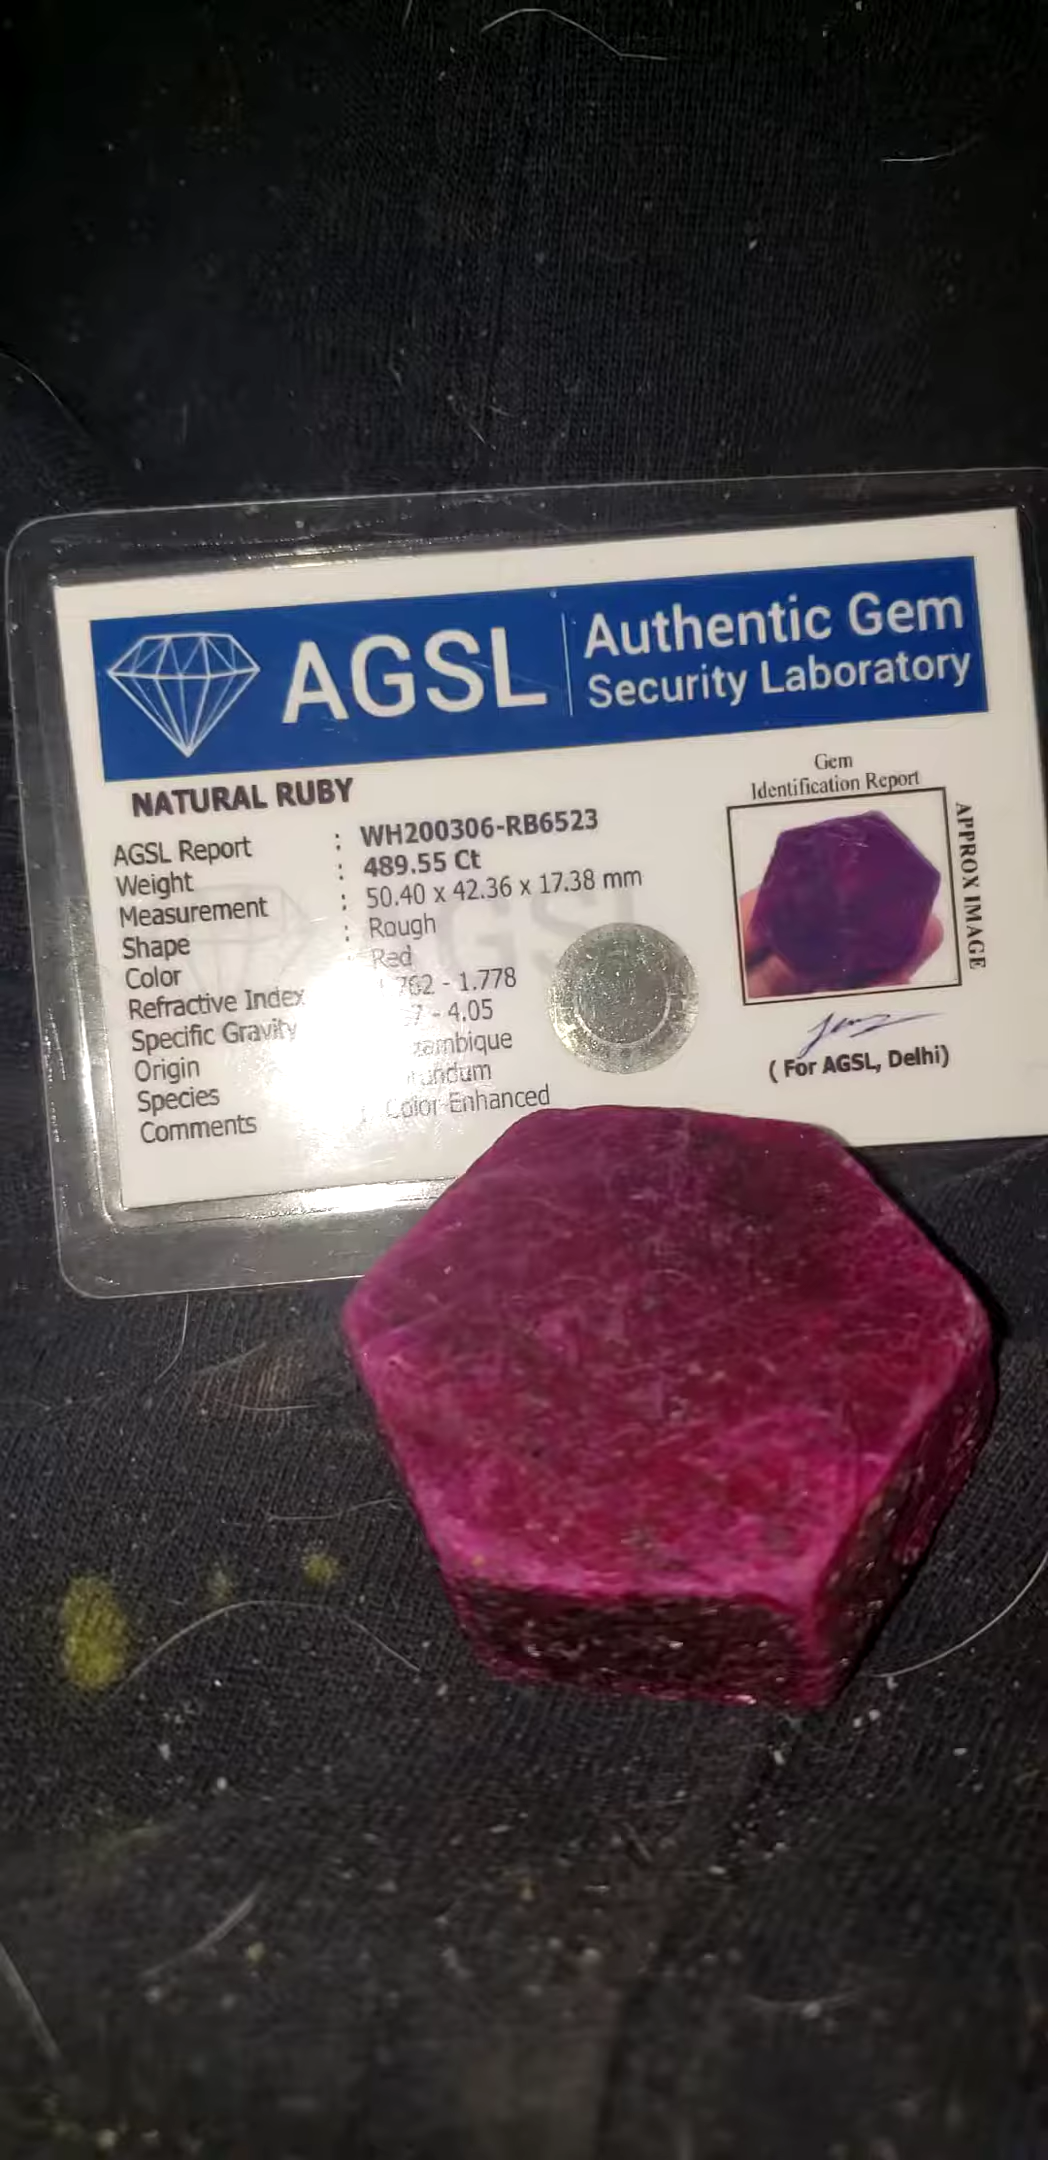 AGSL
Authentic Gem
Security Laboratory
NATURAL RUBY
AGSL Report : WH200306-RB6523
Weight : 489.55 Ct
Measurement : 50.40 x 42.36 x 17.38 mm
Shape : Rough
Color Red
Refractive Index - 1.778
Specific Gravity - 4.05
Origin
Species
Comments : Color Enhanced
Gem
Identification Report
APPROX IMAGE
( For AGSL, Delhi)